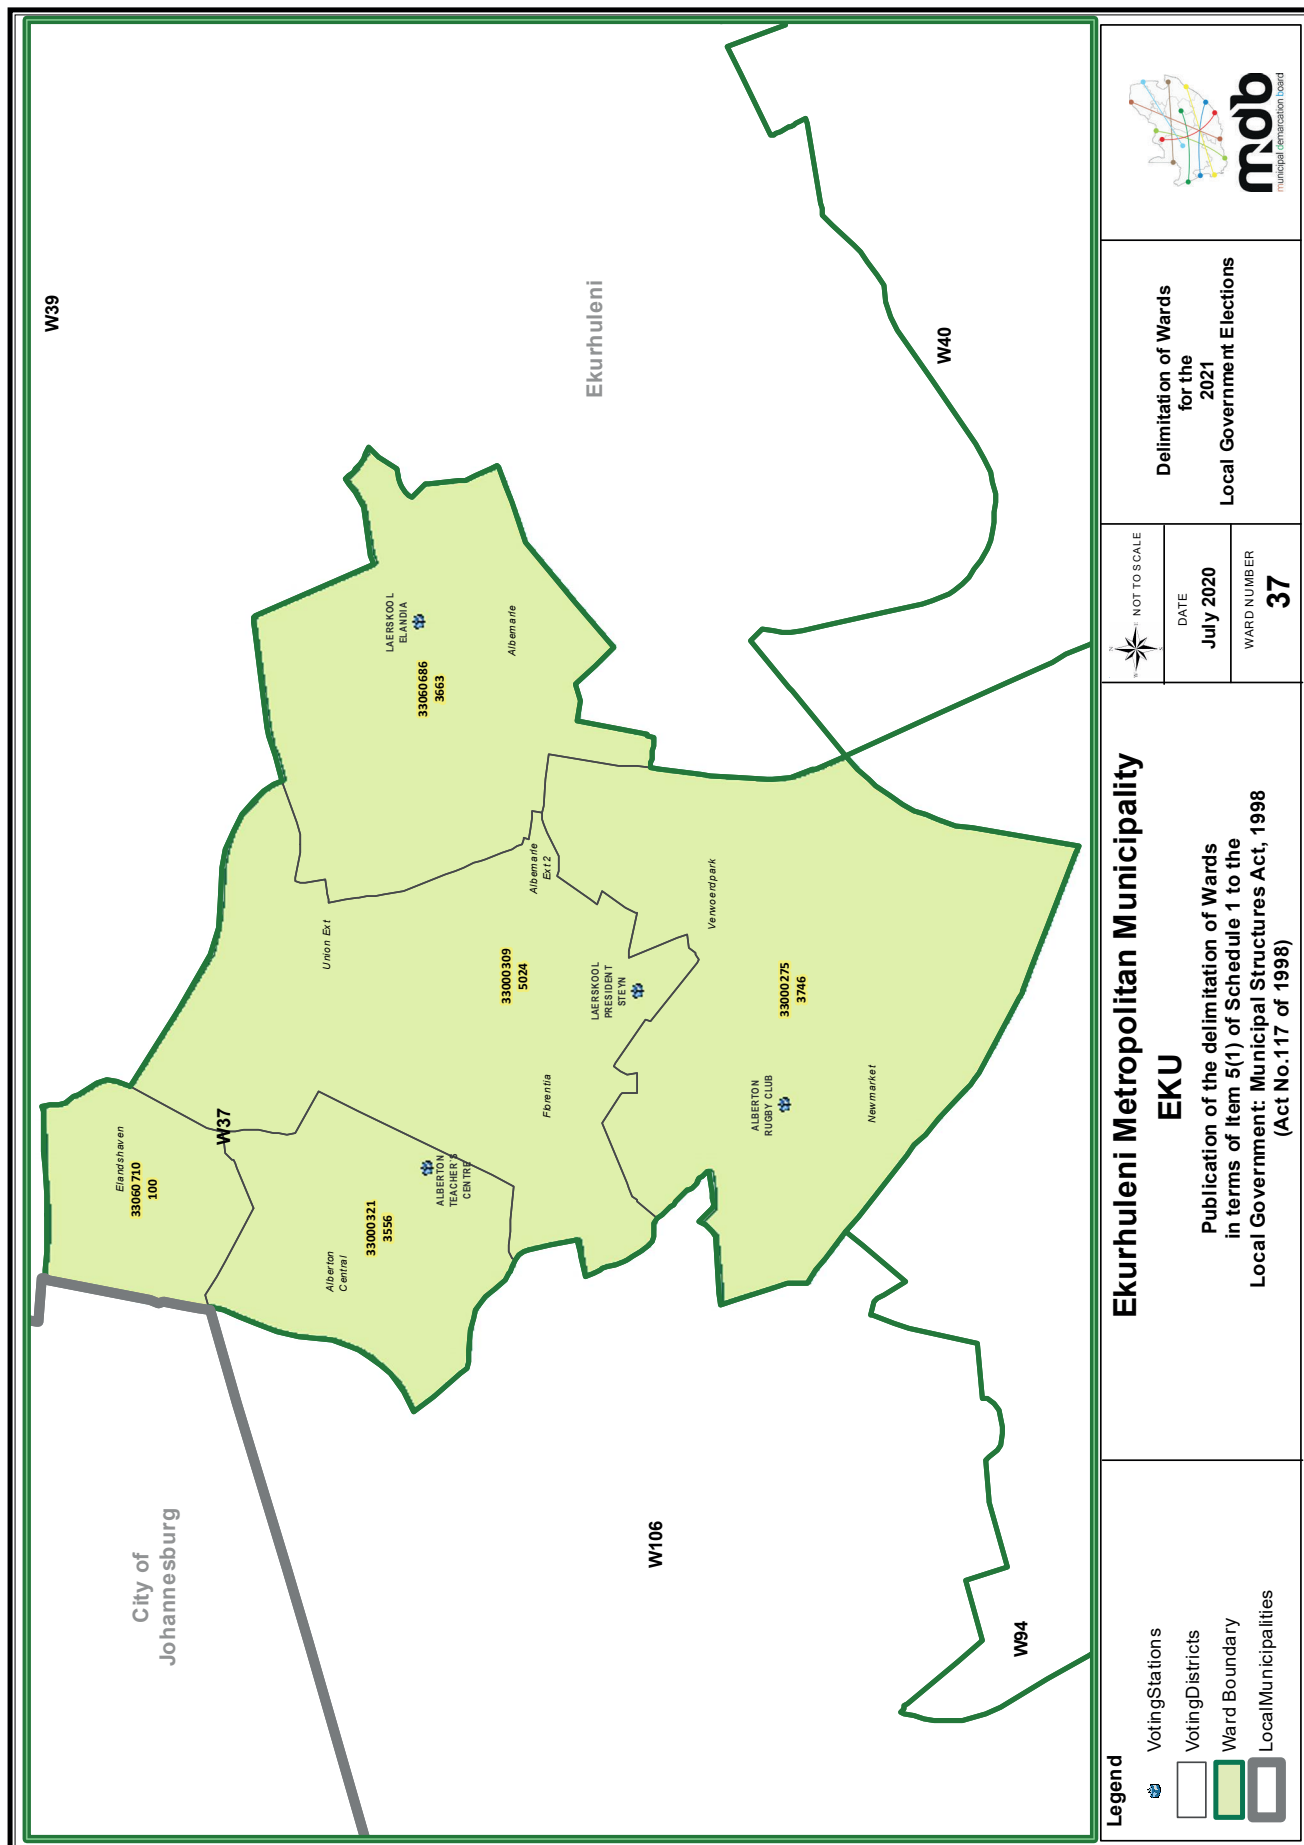 City of
Johannesburg
Elandshaven
33060710
100
W37
Alberton
Central
33000321
3556
ALBERTON
TEACHER'S
CENTRE
Union Ext
33000309
5024
Florentia
LAERSKOOL
PRESIDENT
STEYN
Albemarle
Ext 2
LAERSKOOL
ELANDIA
33060686
3663
Albemarle
Verwoerdpark
33000275
3746
ALBERTON
RUGBY CLUB
Newmarket
W39
Ekurhuleni
W40
W106
W94
Legend
VotingStations
VotingDistricts
Ward Boundary
LocalMunicipalities
Ekurhuleni Metropolitan Municipality
EKU
Publication of the delimitation of Wards
in terms of Item 5(1) of Schedule 1 to the
Local Government: Municipal Structures Act, 1998
(Act No.117 of 1998)
N
W
E
S
NOT TO SCALE
DATE
July 2020
WARD NUMBER
37
Delimitation of Wards
for the
2021
Local Government Elections
mdb
municipal demarcation board